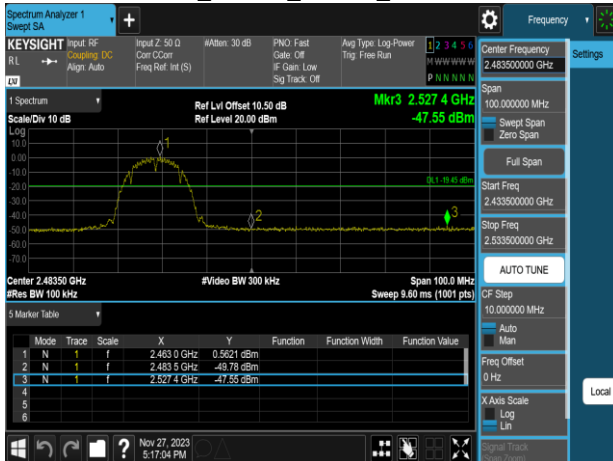 Spectrum Analyzer 1
Swept SA
+
Frequency
KEYSIGHT
RL
LXI
Input: RF
Coupling: DC
Align: Auto
Input Z: 50 Ω
Corr CCorr
Freq Ref: Int (S)
#Atten: 30 dB
PNO: Fast
Gate: Off
IF Gain: Low
Sig Track: Off
Avg Type: Log-Power
Trig: Free Run
1 2 3 4 5 6
M W W W W W
P N N N N N
Center Frequency
2.483500000 GHz
Settings
Span
100.000000 MHz
Swept Span
Zero Span
Full Span
Start Freq
2.433500000 GHz
Stop Freq
2.533500000 GHz
AUTO TUNE
CF Step
10.000000 MHz
Auto
Man
Freq Offset
0 Hz
X Axis Scale
Log
Lin
Signal Track
(Span Zoom)
Local
1 Spectrum
Scale/Div 10 dB
Ref Lvl Offset 10.50 dB
Ref Level 20.00 dBm
Mkr3 2.527 4 GHz
-47.55 dBm
Log
10.0
0.00
-10.0
-20.0
-30.0
-40.0
-50.0
-60.0
-70.0
1
2
3
DL1 -19.45 dBm
Center 2.48350 GHz
#Res BW 100 kHz
#Video BW 300 kHz
Span 100.0 MHz
Sweep 9.60 ms (1001 pts)
5 Marker Table
Mode Trace Scale X Y Function Function Width Function Value
1 N 1 f 2.463 0 GHz 0.5621 dBm
2 N 1 f 2.483 5 GHz -49.78 dBm
3 N 1 f 2.527 4 GHz -47.55 dBm
4
5
6
?
Nov 27, 2023
5:17:04 PM